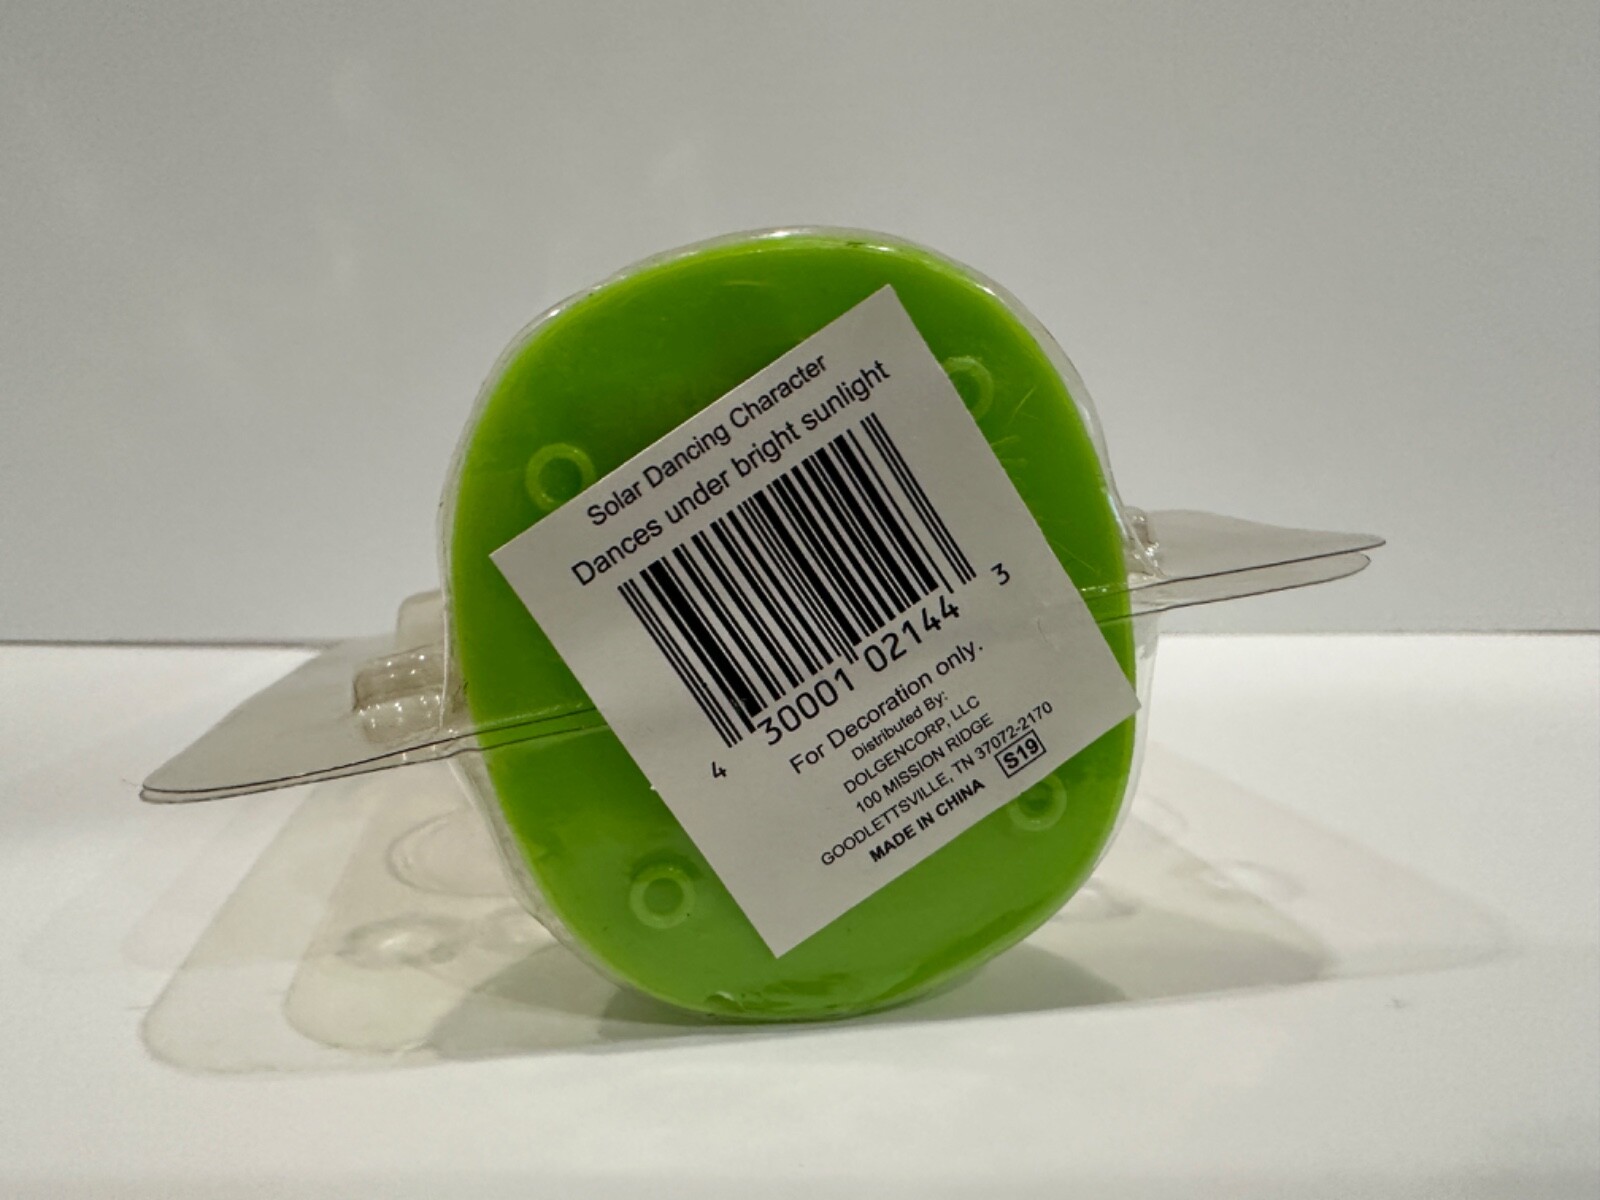 Solar Dancing Character
Dances under bright sunlight
4 30001 02144 3
For Decoration only.
Distributed By:
DOLGENCORP, LLC
100 MISSION RIDGE
GOODLETTSVILLE, TN 37072-2170
MADE IN CHINA S19